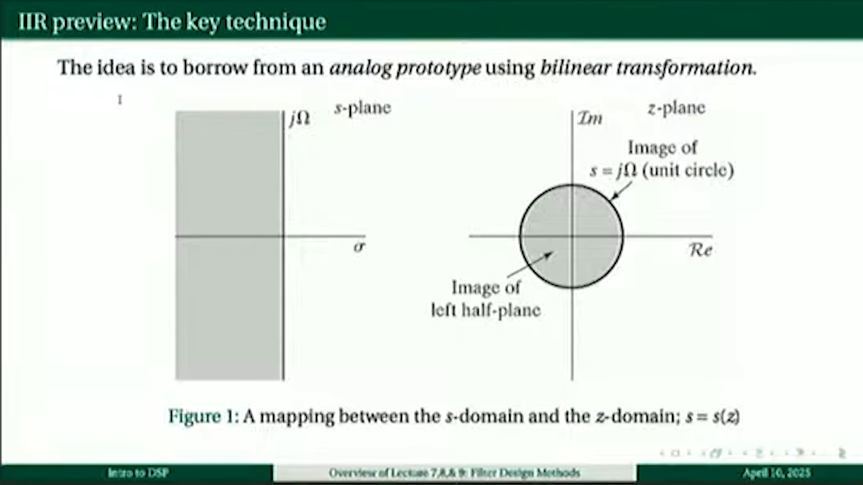 IIR preview: The key technique
The idea is to borrow from an analog prototype using bilinear transformation.
jΩ
s-plane
σ
Im
z-plane
Image of
s = jΩ (unit circle)
Re
Image of
left half-plane
Figure 1: A mapping between the s-domain and the z-domain; s = s(z)
Intro to DSP
Overview of Lecture 7,8,& 9: Filter Design Methods
April 10, 2025